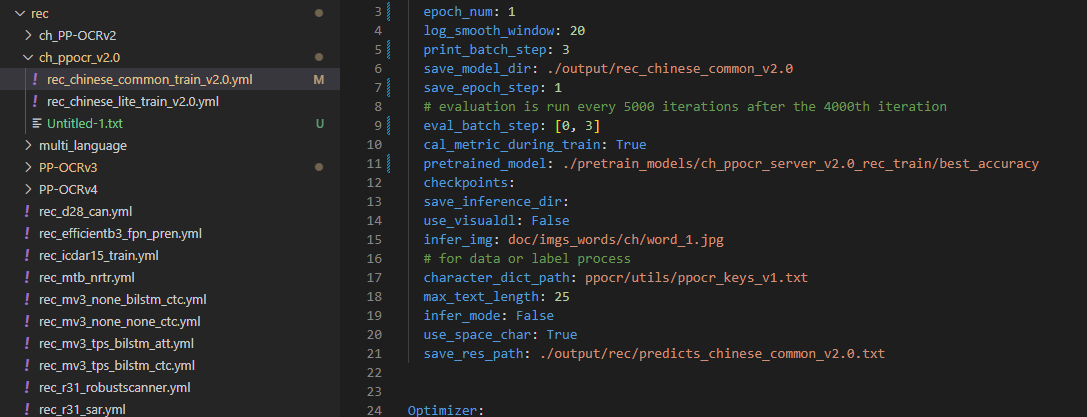 rec
ch_PP-OCRv2
ch_ppocr_v2.0
! rec_chinese_common_train_v2.0.yml M
! rec_chinese_lite_train_v2.0.yml
Untitled-1.txt U
multi_language
PP-OCRv3
PP-OCRv4
! rec_d28_can.yml
! rec_efficientb3_fpn_pren.yml
! rec_icdar15_train.yml
! rec_mtb_nrtr.yml
! rec_mv3_none_bilstm_ctc.yml
! rec_mv3_none_none_ctc.yml
! rec_mv3_tps_bilstm_att.yml
! rec_mv3_tps_bilstm_ctc.yml
! rec_r31_robustscanner.yml
! rec_r31_sar.yml
3 epoch_num: 1
4 log_smooth_window: 20
5 print_batch_step: 3
6 save_model_dir: ./output/rec_chinese_common_v2.0
7 save_epoch_step: 1
8 # evaluation is run every 5000 iterations after the 4000th iteration
9 eval_batch_step: [0, 3]
10 cal_metric_during_train: True
11 pretrained_model: ./pretrain_models/ch_ppocr_server_v2.0_rec_train/best_accuracy
12 checkpoints:
13 save_inference_dir:
14 use_visualdl: False
15 infer_img: doc/imgs_words/ch/word_1.jpg
16 # for data or label process
17 character_dict_path: ppocr/utils/ppocr_keys_v1.txt
18 max_text_length: 25
19 infer_mode: False
20 use_space_char: True
21 save_res_path: ./output/rec/predicts_chinese_common_v2.0.txt
22
23
24 Optimizer: